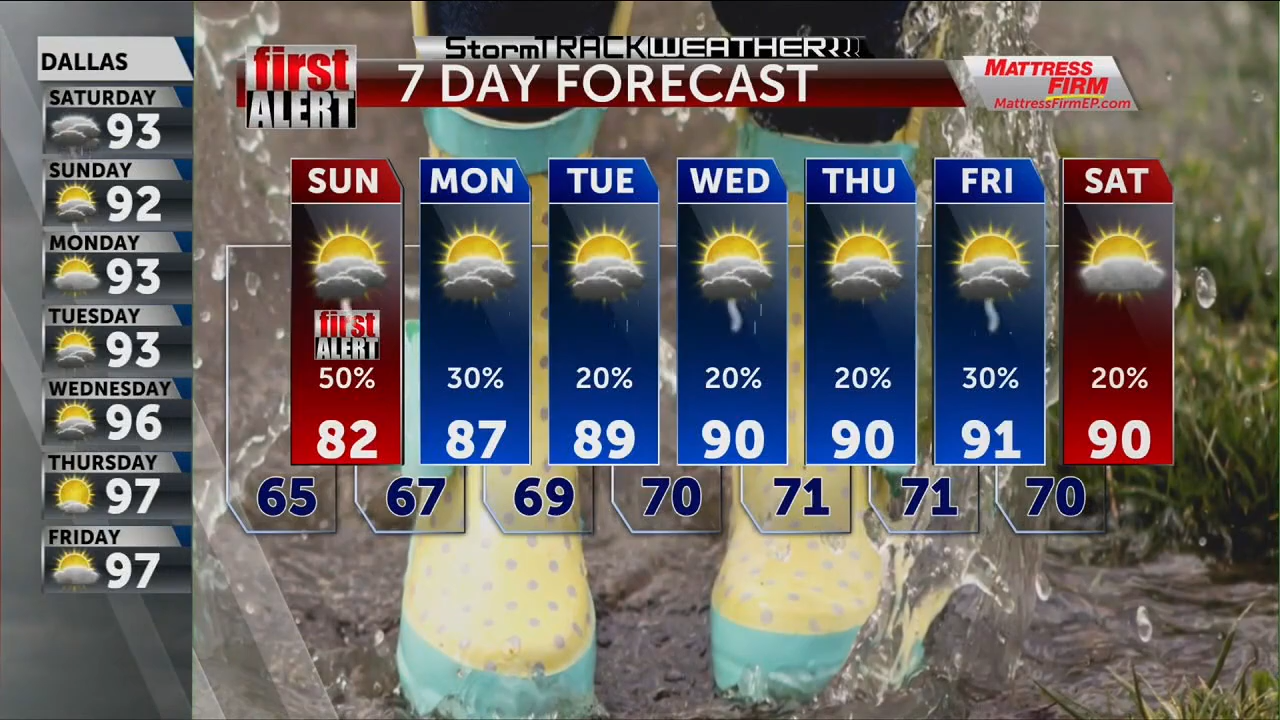 DALLAS
SATURDAY
93
SUNDAY
92
MONDAY
93
TUESDAY
93
WEDNESDAY
96
THURSDAY
97
FRIDAY
97
StormTRACKWEATHER
first
ALERT
7 DAY FORECAST
MATTRESS
FIRM
MattressFirmEP.com
SUN MON TUE WED THU FRI SAT
first
ALERT
50% 30% 20% 20% 20% 30% 20%
82 87 89 90 90 91 90
65 67 69 70 71 71 70